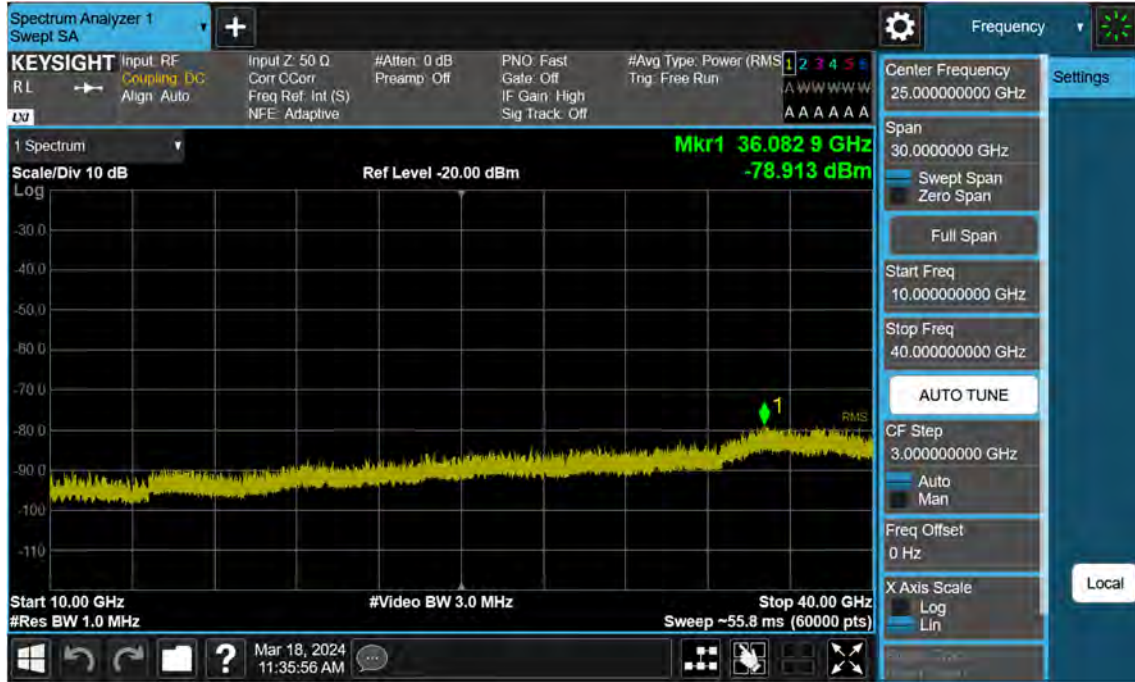 Spectrum Analyzer 1
Swept SA
Frequency
KEYSIGHT
R L
LXI
Input: RF
Coupling: DC
Align: Auto
Input Z: 50 Ω
Corr CCorr
Freq Ref: Int (S)
NFE: Adaptive
#Atten: 0 dB
Preamp: Off
PNO: Fast
Gate: Off
IF Gain: High
Sig Track: Off
#Avg Type: Power (RMS
Trig: Free Run
1 2 3 4 5 6
A W W W W W
A A A A A A
1 Spectrum
Scale/Div 10 dB
Log
Ref Level -20.00 dBm
Mkr1 36.082 9 GHz
-78.913 dBm
-30.0
-40.0
-50.0
-60.0
-70.0
-80.0
-90.0
-100
-110
1
RMS
Start 10.00 GHz
#Res BW 1.0 MHz
#Video BW 3.0 MHz
Stop 40.00 GHz
Sweep ~55.8 ms (60000 pts)
Center Frequency
25.000000000 GHz
Span
30.0000000 GHz
Swept Span
Zero Span
Full Span
Start Freq
10.000000000 GHz
Stop Freq
40.000000000 GHz
AUTO TUNE
CF Step
3.000000000 GHz
Auto
Man
Freq Offset
0 Hz
X Axis Scale
Log
Lin
Settings
Local
?
Mar 18, 2024
11:35:56 AM